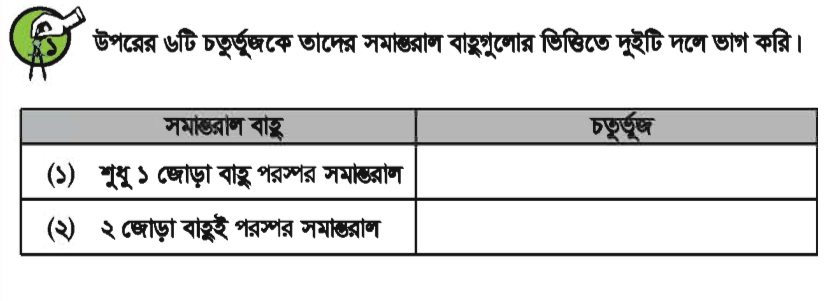 ১ উপরের ৬টি চতুর্ভূজকে তাদের সমান্তরাল বাহুগুলোর ভিত্তিতে দুইটি দলে ভাগ করি।
সমান্তরাল বাহু চতুর্ভূজ
(১) শুধু ১ জোড়া বাহু পরস্পর সমান্তরাল
(২) ২ জোড়া বাহুই পরস্পর সমান্তরাল